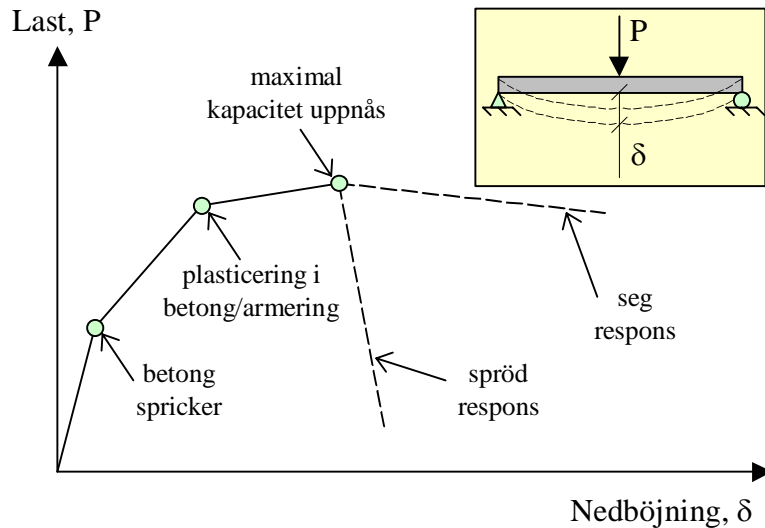 Last, P
P
δ
maximal
kapacitet uppnås
plasticering i
betong/armering
seg
respons
betong
spricker
spröd
respons
Nedböjning, δ